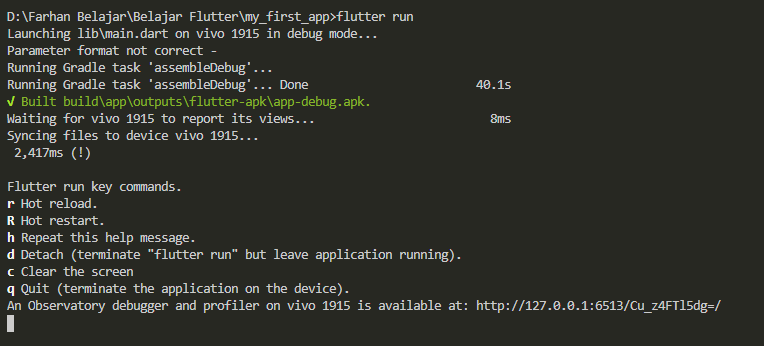 D:\Farhan Belajar\Belajar Flutter\my_first_app>flutter run
Launching lib\main.dart on vivo 1915 in debug mode...
Parameter format not correct -
Running Gradle task 'assembleDebug'...
Running Gradle task 'assembleDebug'... Done                        40.1s
√ Built build\app\outputs\flutter-apk\app-debug.apk.
Waiting for vivo 1915 to report its views...                         8ms
Syncing files to device vivo 1915...
 2,417ms (!)

Flutter run key commands.
r Hot reload.
R Hot restart.
h Repeat this help message.
d Detach (terminate "flutter run" but leave application running).
c Clear the screen
q Quit (terminate the application on the device).
An Observatory debugger and profiler on vivo 1915 is available at: http://127.0.0.1:6513/Cu_z4FTl5dg=/